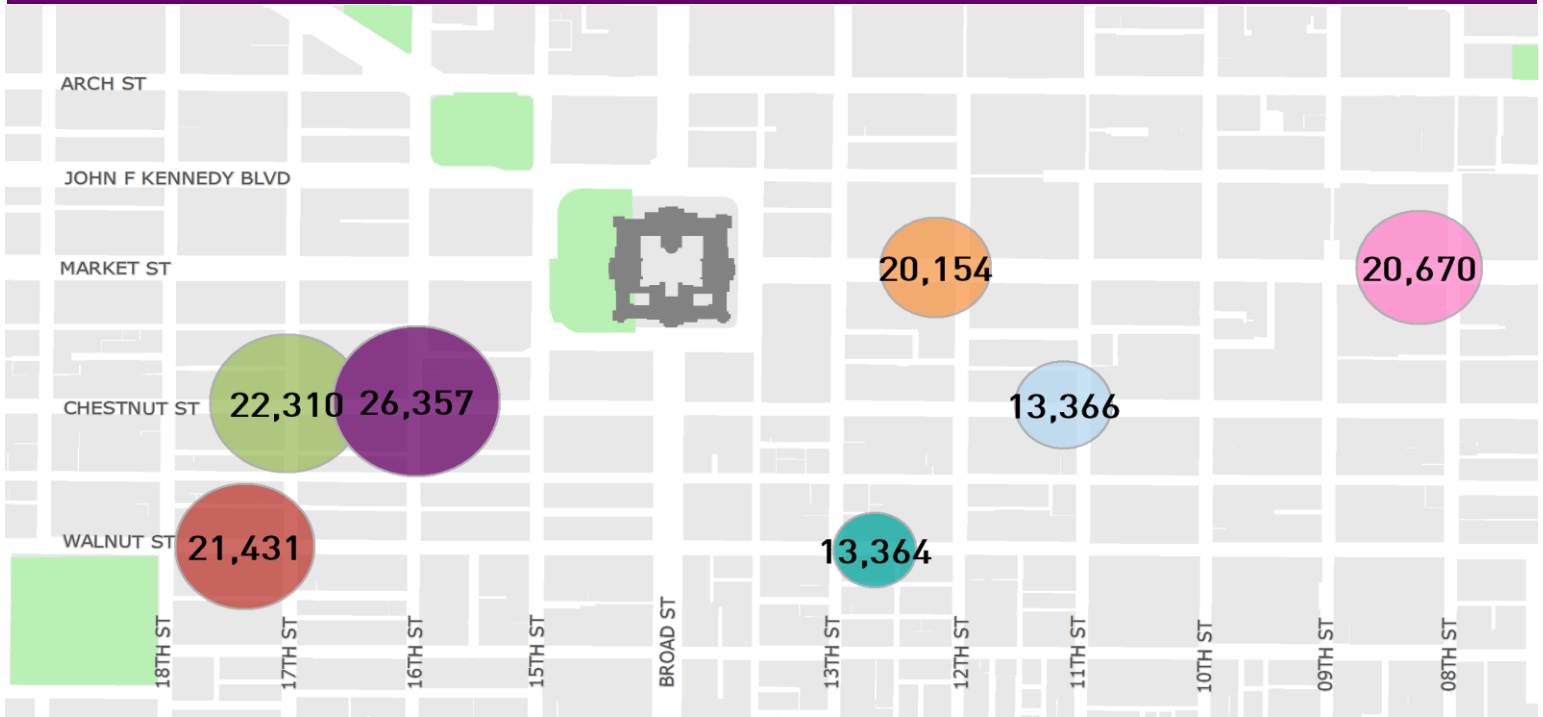 ARCH ST
JOHN F KENNEDY BLVD
MARKET ST
20,154
20,670
CHESTNUT ST
22,310
26,357
13,366
WALNUT ST
21,431
13,364
18TH ST
17TH ST
16TH ST
15TH ST
BROAD ST
13TH ST
12TH ST
11TH ST
10TH ST
09TH ST
08TH ST